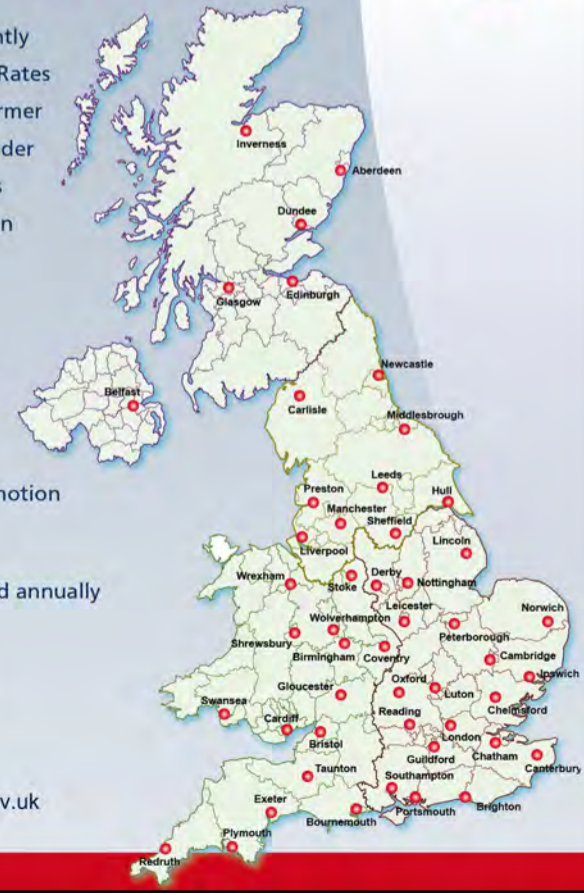 ntly
Rates
rmer
der
s
n
notion
d annually
v.uk
Inverness
Aberdeen
Dundee
Glasgow
Edinburgh
Belfast
Newcastle
Carlisle
Middlesbrough
Leeds
Preston
Hull
Manchester
Sheffield
Liverpool
Lincoln
Wrexham
Stoke
Derby
Nottingham
Leicester
Norwich
Wolverhampton
Peterborough
Shrewsbury
Birmingham
Coventry
Cambridge
Ipswich
Oxford
Luton
Gloucester
Chelmsford
Swansea
Reading
Cardiff
London
Bristol
Guildford
Chatham
Canterbury
Taunton
Southampton
Exeter
Bournemouth
Portsmouth
Brighton
Plymouth
Redruth